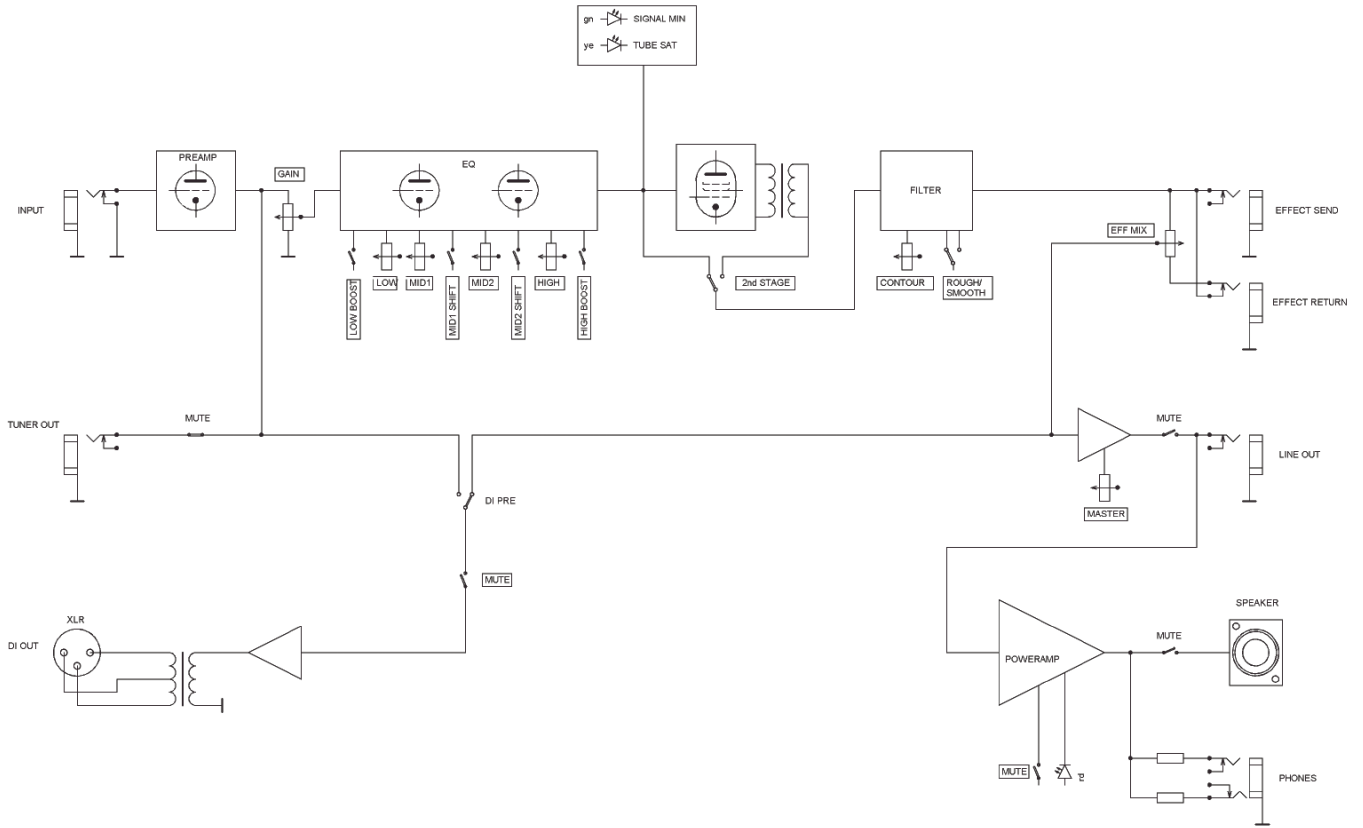 gn SIGNAL MIN
ye TUBE SAT
PREAMP
GAIN
EQ
FILTER
INPUT
EFFECT SEND
EFF MIX
LOW BOOST
LOW
MID1
MID1 SHIFT
MID2
MID2 SHIFT
HIGH
HIGH BOOST
2nd STAGE
CONTOUR
ROUGH/
SMOOTH
EFFECT RETURN
TUNER OUT
MUTE
MUTE
LINE OUT
DI PRE
MASTER
MUTE
XLR
DI OUT
SPEAKER
MUTE
POWERAMP
MUTE
rd
PHONES